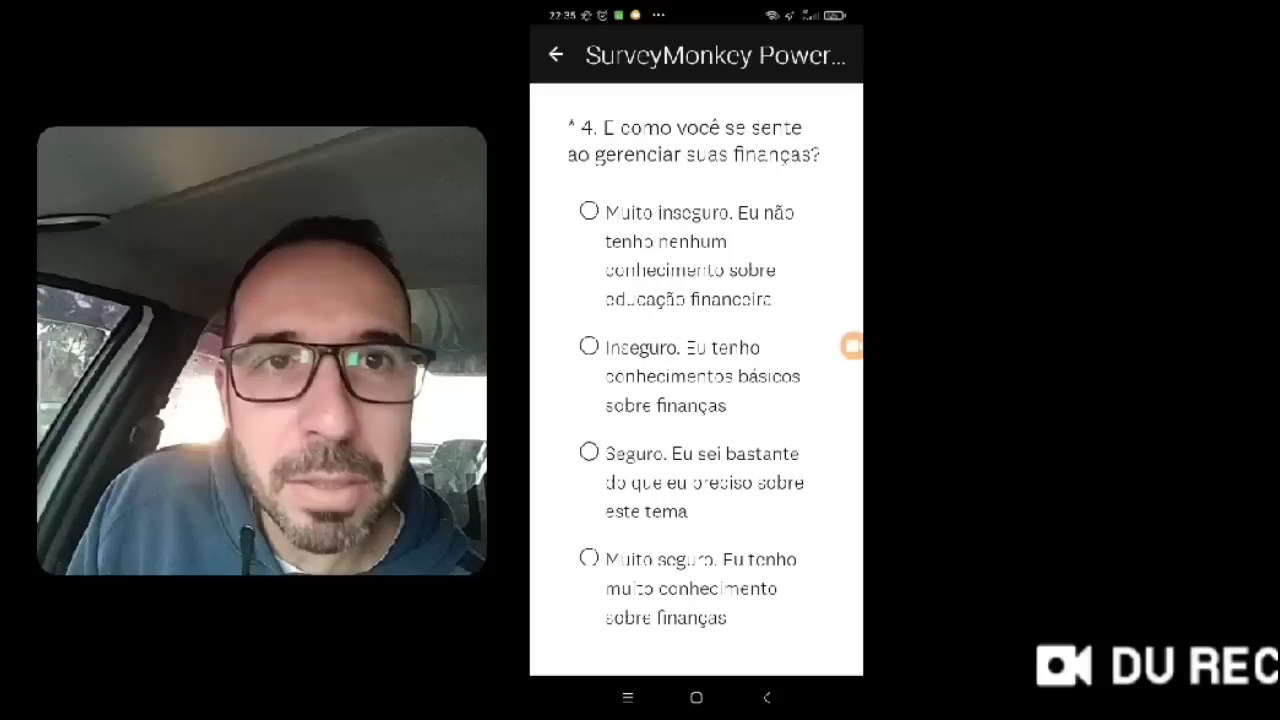 22:35
SurveyMonkey Power...
* 4. E como você se sente
ao gerenciar suas finanças?
Muito inseguro. Eu não
tenho nenhum
conhecimento sobre
educação financeira
Inseguro. Eu tenho
conhecimentos básicos
sobre finanças
Seguro. Eu sei bastante
do que eu preciso sobre
este tema
Muito seguro. Eu tenho
muito conhecimento
sobre finanças
DU REC